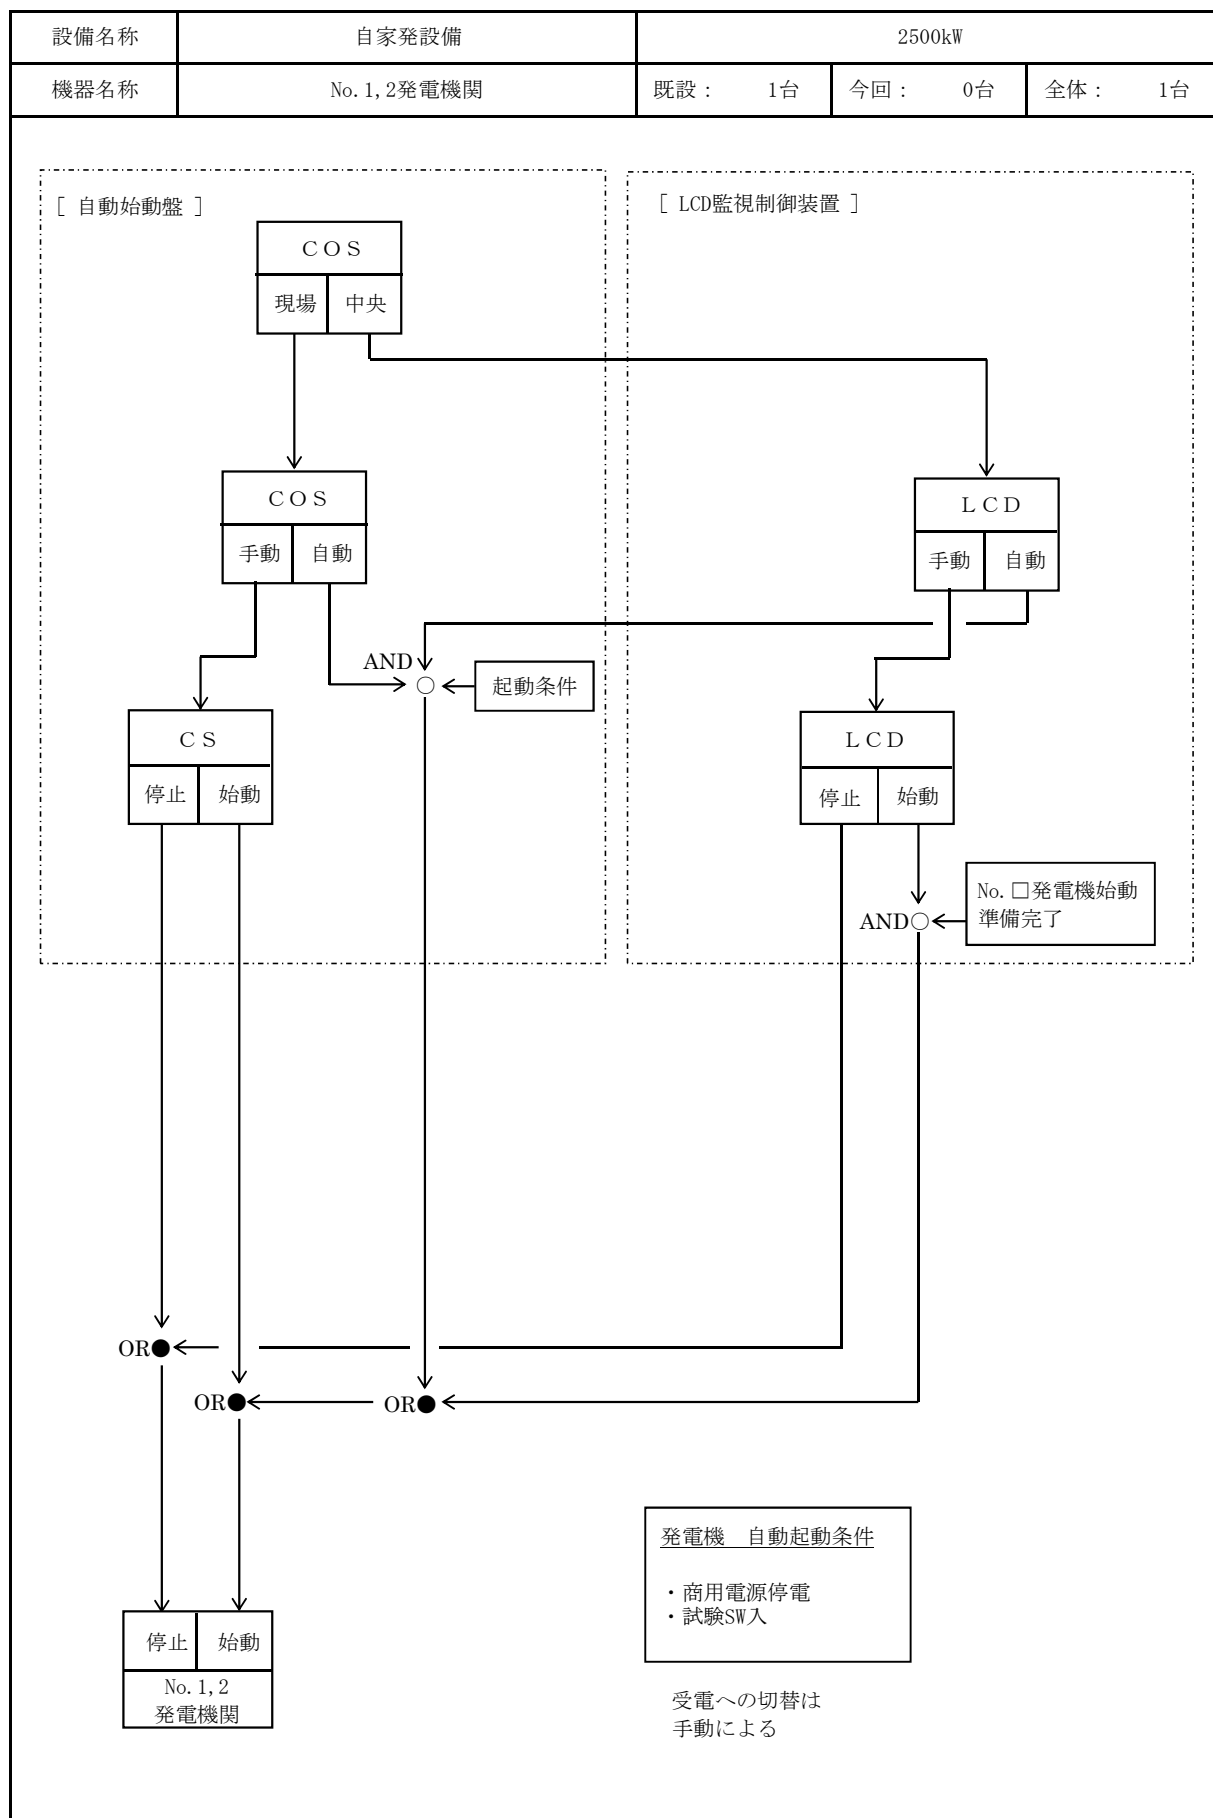 設備名称 自家発設備 2500kW
機器名称 No.1,2発電機関 既設： 1台 今回： 0台 全体： 1台
［ 自動始動盤 ］ ［ LCD監視制御装置 ］
ＣＯＳ
現場 中央
ＣＯＳ ＬＣＤ
手動 自動 手動 自動
AND 起動条件
ＣＳ ＬＣＤ
停止 始動 停止 始動
No.□発電機始動
AND 準備完了
OR
OR OR
発電機　自動起動条件
・商用電源停電
・試験SW入
停止 始動
No.1,2
発電機関
受電への切替は
手動による